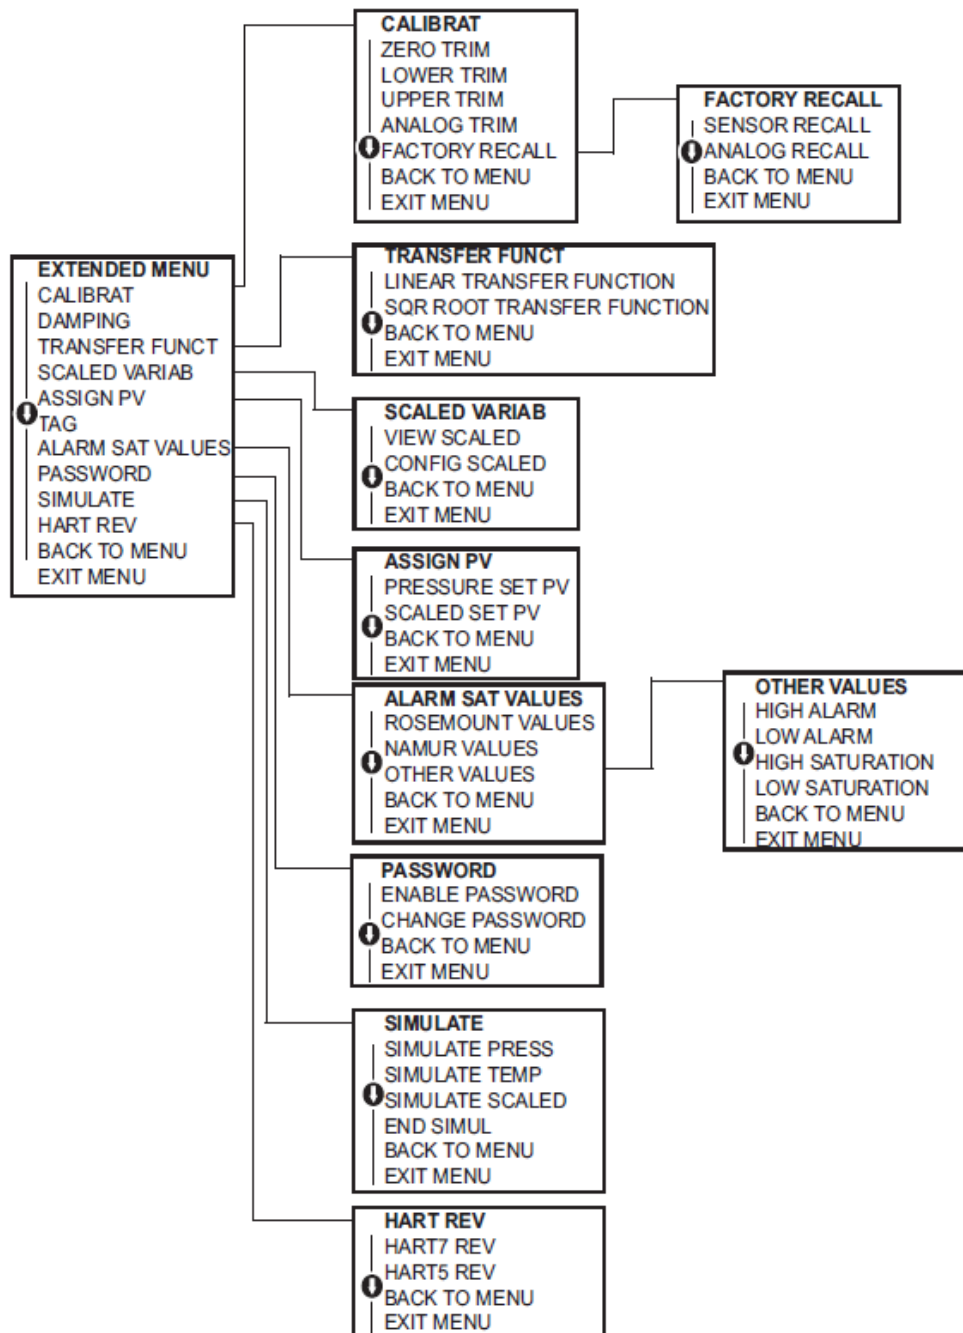 EXTENDED MENU
CALIBRAT
DAMPING
TRANSFER FUNCT
SCALED VARIAB
ASSIGN PV
TAG
ALARM SAT VALUES
PASSWORD
SIMULATE
HART REV
BACK TO MENU
EXIT MENU
CALIBRAT
ZERO TRIM
LOWER TRIM
UPPER TRIM
ANALOG TRIM
FACTORY RECALL
BACK TO MENU
EXIT MENU
FACTORY RECALL
SENSOR RECALL
ANALOG RECALL
BACK TO MENU
EXIT MENU
TRANSFER FUNCT
LINEAR TRANSFER FUNCTION
SQR ROOT TRANSFER FUNCTION
BACK TO MENU
EXIT MENU
SCALED VARIAB
VIEW SCALED
CONFIG SCALED
BACK TO MENU
EXIT MENU
ASSIGN PV
PRESSURE SET PV
SCALED SET PV
BACK TO MENU
EXIT MENU
ALARM SAT VALUES
ROSEMOUNT VALUES
NAMUR VALUES
OTHER VALUES
BACK TO MENU
EXIT MENU
OTHER VALUES
HIGH ALARM
LOW ALARM
HIGH SATURATION
LOW SATURATION
BACK TO MENU
EXIT MENU
PASSWORD
ENABLE PASSWORD
CHANGE PASSWORD
BACK TO MENU
EXIT MENU
SIMULATE
SIMULATE PRESS
SIMULATE TEMP
SIMULATE SCALED
END SIMUL
BACK TO MENU
EXIT MENU
HART REV
HART7 REV
HART5 REV
BACK TO MENU
EXIT MENU